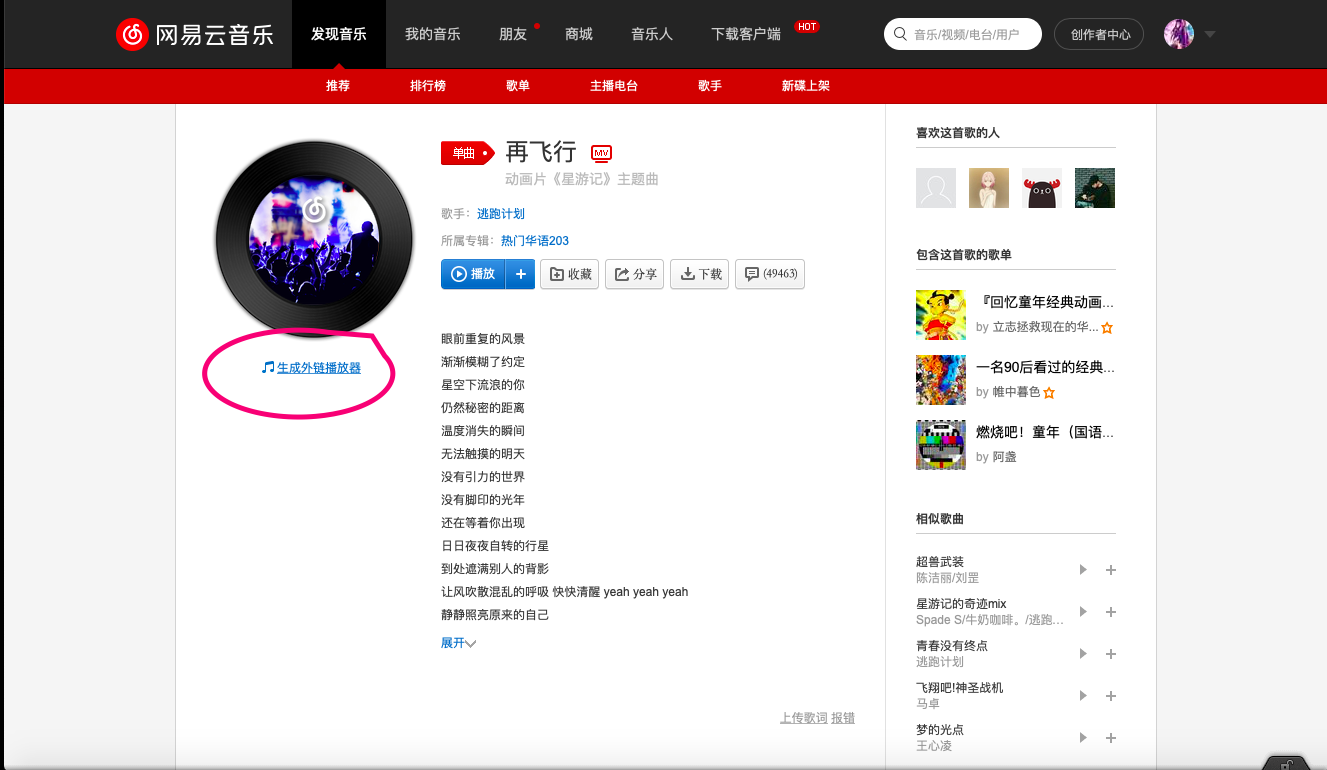 网易云音乐
发现音乐 我的音乐 朋友 商城 音乐人 下载客户端 HOT
音乐/视频/电台/用户
创作者中心
推荐 排行榜 歌单 主播电台 歌手 新碟上架
单曲 再飞行 MV
动画片《星游记》主题曲
歌手：逃跑计划
所属专辑：热门华语203
播放 + 收藏 分享 下载 (49463)
生成外链播放器
眼前重复的风景
渐渐模糊了约定
星空下流浪的你
仍然秘密的距离
温度消失的瞬间
无法触摸的明天
没有引力的世界
没有脚印的光年
还在等着你出现
日日夜夜自转的行星
到处遮满别人的背影
让风吹散混乱的呼吸 快快清醒 yeah yeah yeah
静静照亮原来的自己
展开
上传歌词 报错
喜欢这首歌的人
包含这首歌的歌单
『回忆童年经典动画...
by 立志拯救现在的华...
一名90后看过的经典...
by 帷中暮色
燃烧吧！童年（国语...
by 阿盏
相似歌曲
超兽武装
陈洁丽/刘罡
星游记的奇迹mix
Spade S/牛奶咖啡。/逃跑...
青春没有终点
逃跑计划
飞翔吧!神圣战机
马卓
梦的光点
王心凌